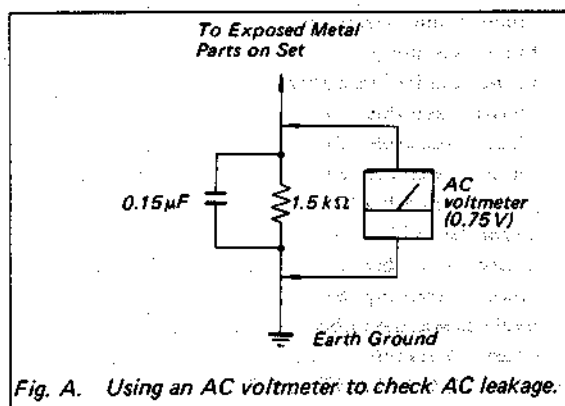 To Exposed Metal
Parts on Set
0.15μF
1.5 kΩ
AC
voltmeter
(0.75V)
Earth Ground
Fig. A. Using an AC voltmeter to check AC leakage.